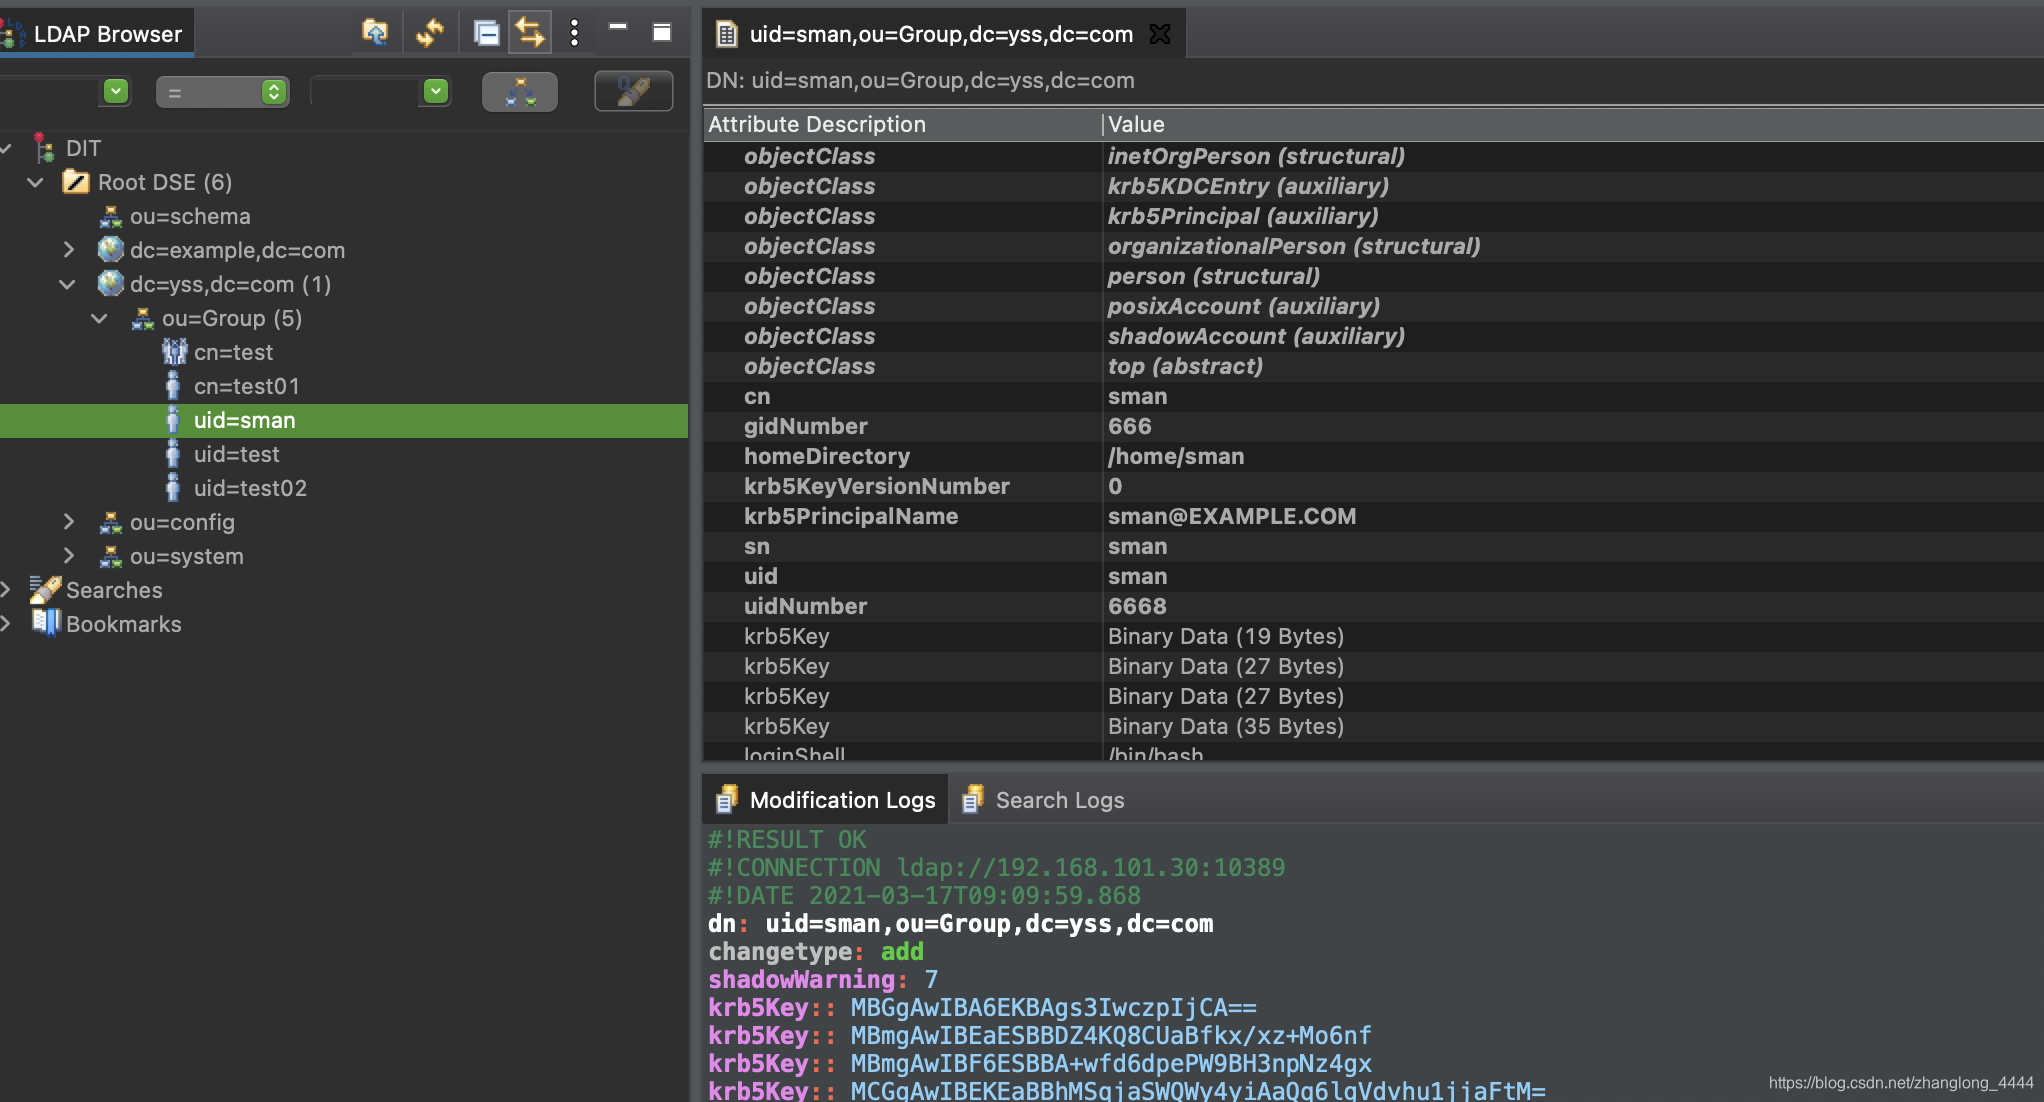 LDAP Browser
=
DIT
Root DSE (6)
ou=schema
dc=example,dc=com
dc=yss,dc=com (1)
ou=Group (5)
cn=test
cn=test01
uid=sman
uid=test
uid=test02
ou=config
ou=system
Searches
Bookmarks
uid=sman,ou=Group,dc=yss,dc=com
DN: uid=sman,ou=Group,dc=yss,dc=com
Attribute Description Value
objectClass inetOrgPerson (structural)
objectClass krb5KDCEntry (auxiliary)
objectClass krb5Principal (auxiliary)
objectClass organizationalPerson (structural)
objectClass person (structural)
objectClass posixAccount (auxiliary)
objectClass shadowAccount (auxiliary)
objectClass top (abstract)
cn sman
gidNumber 666
homeDirectory /home/sman
krb5KeyVersionNumber 0
krb5PrincipalName sman@EXAMPLE.COM
sn sman
uid sman
uidNumber 6668
krb5Key Binary Data (19 Bytes)
krb5Key Binary Data (27 Bytes)
krb5Key Binary Data (27 Bytes)
krb5Key Binary Data (35 Bytes)
loginShell /bin/bash
Modification Logs Search Logs
#!RESULT OK
#!CONNECTION ldap://192.168.101.30:10389
#!DATE 2021-03-17T09:09:59.868
dn: uid=sman,ou=Group,dc=yss,dc=com
changetype: add
shadowWarning: 7
krb5Key:: MBGgAwIBA6EKBAgs3IwczpIjCA==
krb5Key:: MBmgAwIBEaESBBDZ4KQ8CUaBfkx/xz+Mo6nf
krb5Key:: MBmgAwIBF6ESBBA+wfd6dpePW9BH3npNz4gx
krb5Key:: MCGgAwIBEKEaBBhMSqjaSWQWy4yiAaQg6lgVdvhu1jjaFtM=
https://blog.csdn.net/zhanglong_4444